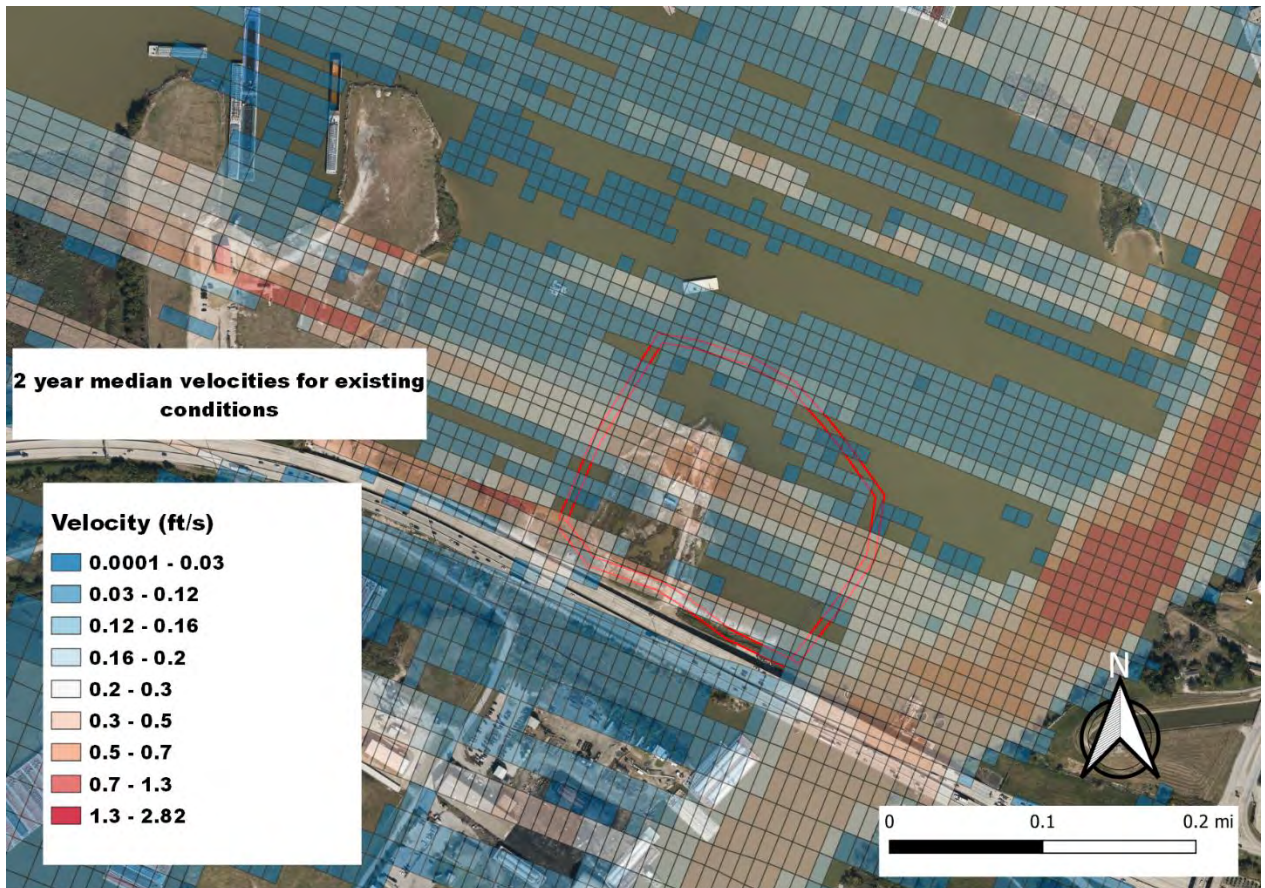 2 year median velocities for existing
conditions
Velocity (ft/s)
0.0001 - 0.03
0.03 - 0.12
0.12 - 0.16
0.16 - 0.2
0.2 - 0.3
0.3 - 0.5
0.5 - 0.7
0.7 - 1.3
1.3 - 2.82
N
0 0.1 0.2 mi